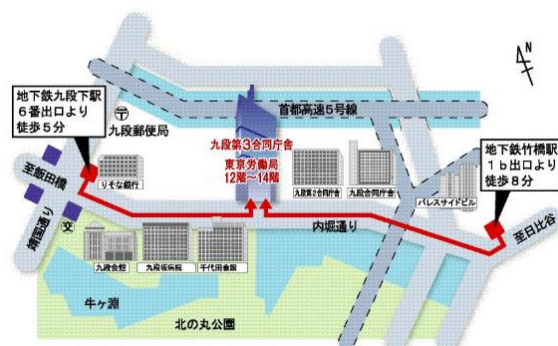 地下鉄九段下駅
6番出口より
徒歩5分
〒
九段郵便局
首都高速5号線
九段第3合同庁舎
東京労働局
12階～14階
りそな銀行
九段第2合同庁舎
九段合同庁舎
地下鉄竹橋駅
1b出口より
徒歩8分
パレスサイドビル
至飯田橋
靖国通り
交
内堀通り
至日比谷
九段会館
九段坂病院
千代田会館
牛ヶ淵
北の丸公園